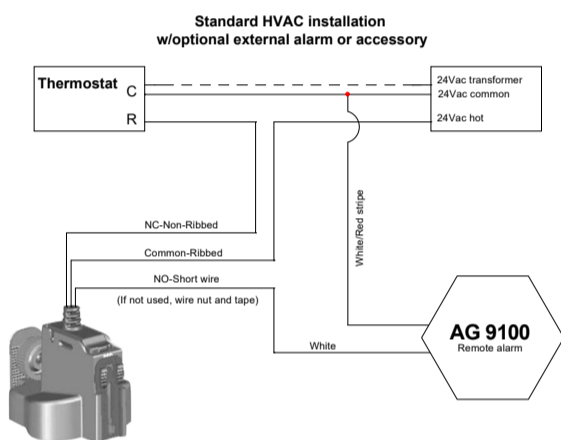 Standard HVAC installation
w/optional external alarm or accessory
Thermostat
C
R
24Vac transformer
24Vac common
24Vac hot
NC-Non-Ribbed
Common-Ribbed
NO-Short wire
(If not used, wire nut and tape)
White/Red stripe
White
AG 9100
Remote alarm